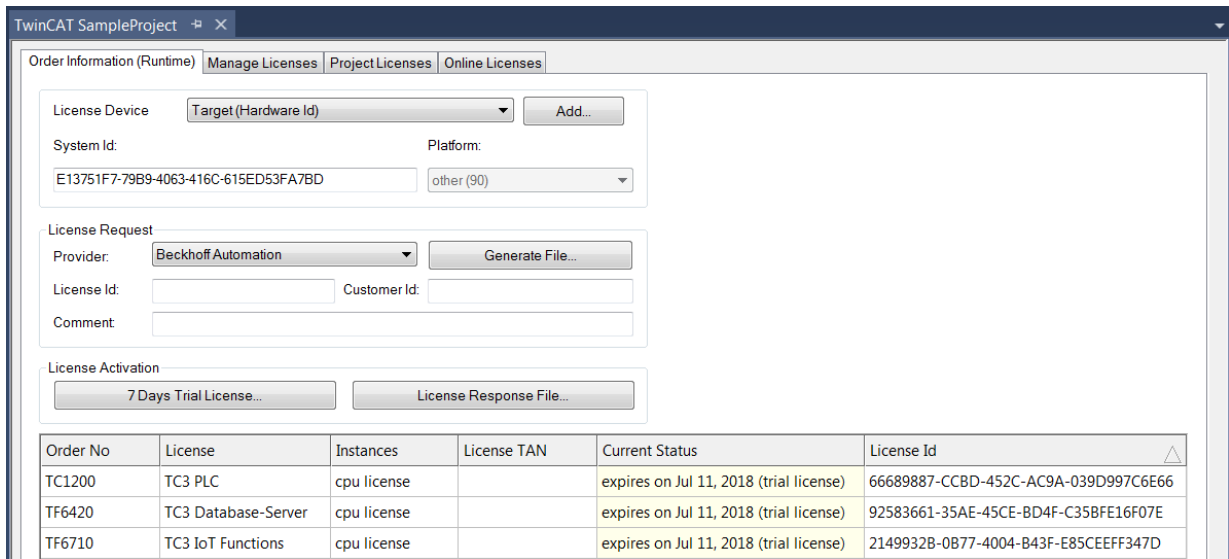 TwinCAT SampleProject
Order Information (Runtime) Manage Licenses Project Licenses Online Licenses
License Device Target (Hardware Id) Add...
System Id: Platform:
E13751F7-79B9-4063-416C-615ED53FA7BD other (90)
License Request
Provider: Beckhoff Automation Generate File...
License Id: Customer Id:
Comment:
License Activation
7 Days Trial License... License Response File...
Order No License Instances License TAN Current Status License Id
TC1200 TC3 PLC cpu license expires on Jul 11, 2018 (trial license) 66689887-CCBD-452C-AC9A-039D997C6E66
TF6420 TC3 Database-Server cpu license expires on Jul 11, 2018 (trial license) 92583661-35AE-45CE-BD4F-C35BFE16F07E
TF6710 TC3 IoT Functions cpu license expires on Jul 11, 2018 (trial license) 2149932B-0B77-4004-B43F-E85CEEFF347D